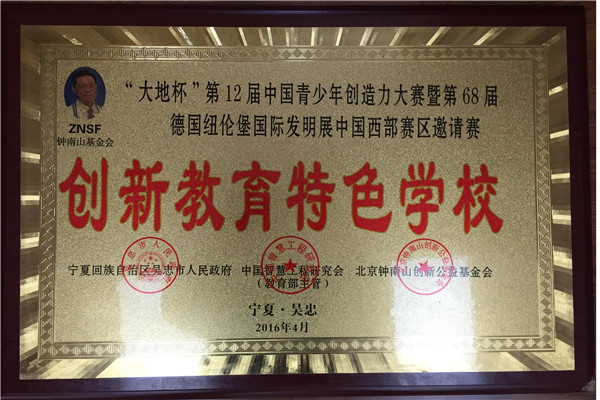 ZNSF
钟南山基金会
“大地杯”第12届中国青少年创造力大赛暨第68届
德国纽伦堡国际发明展中国西部赛区邀请赛
创新教育特色学校
宁夏回族自治区吴忠市人民政府 中国智慧工程研究会 北京钟南山创新公益基金会
（教育部主管）
宁夏·吴忠
2016年4月